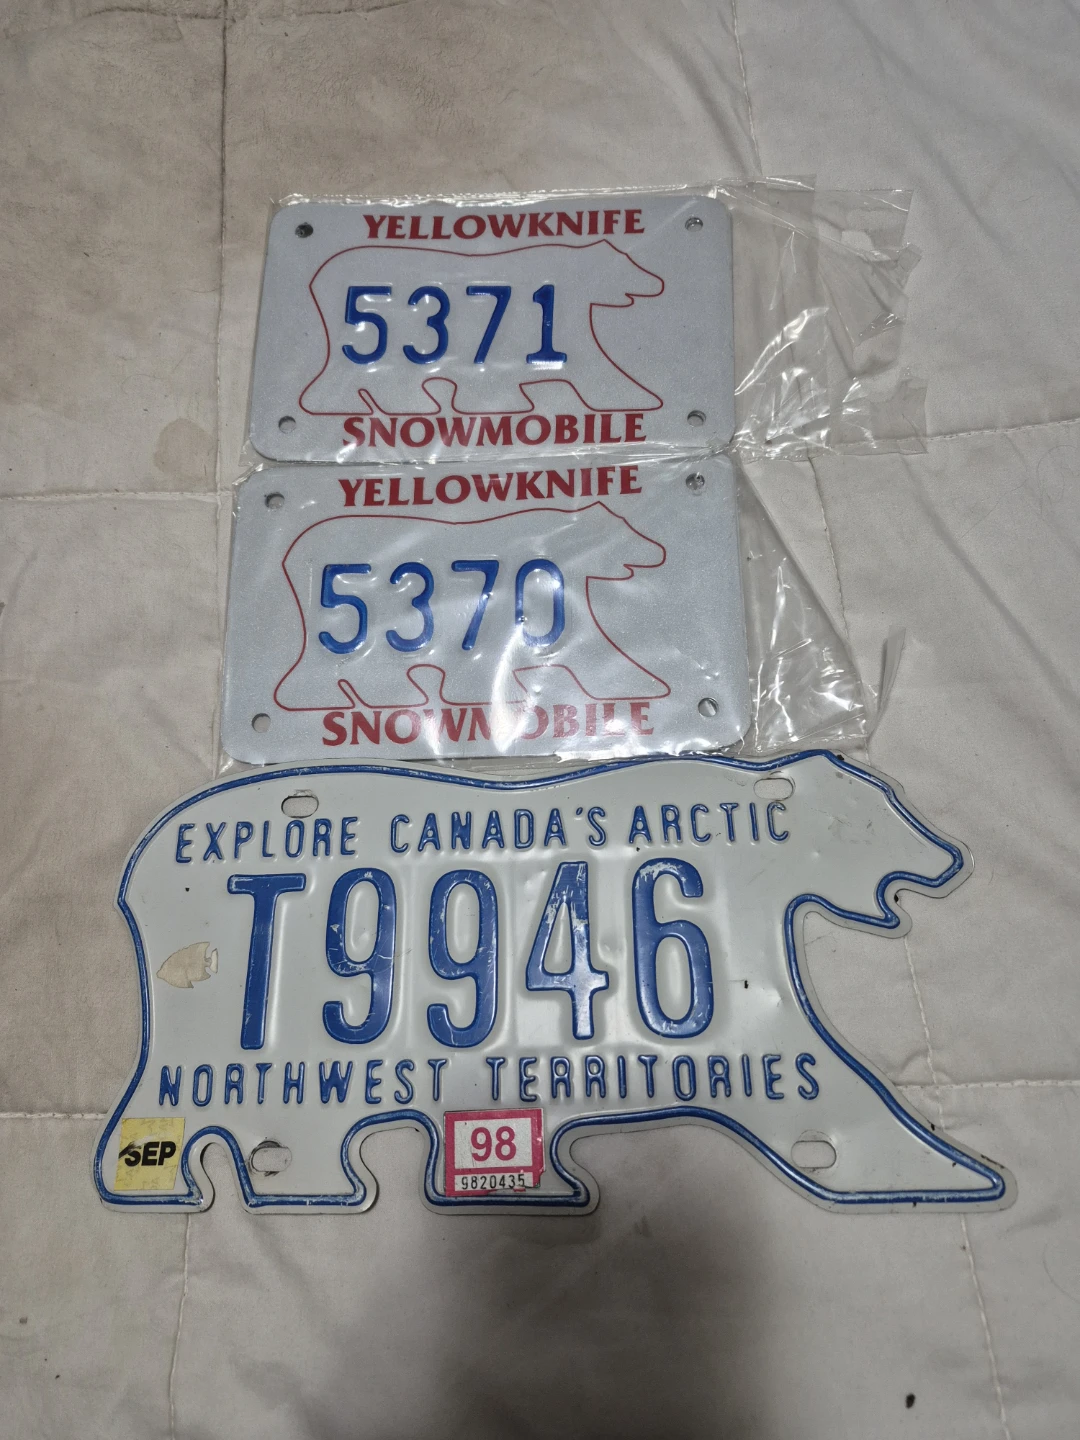 YELLOWKNIFE
5371
SNOWMOBILE
YELLOWKNIFE
5370
SNOWMOBILE
EXPLORE CANADA'S ARCTIC
T9946
NORTHWEST TERRITORIES
SEP
98
9820435